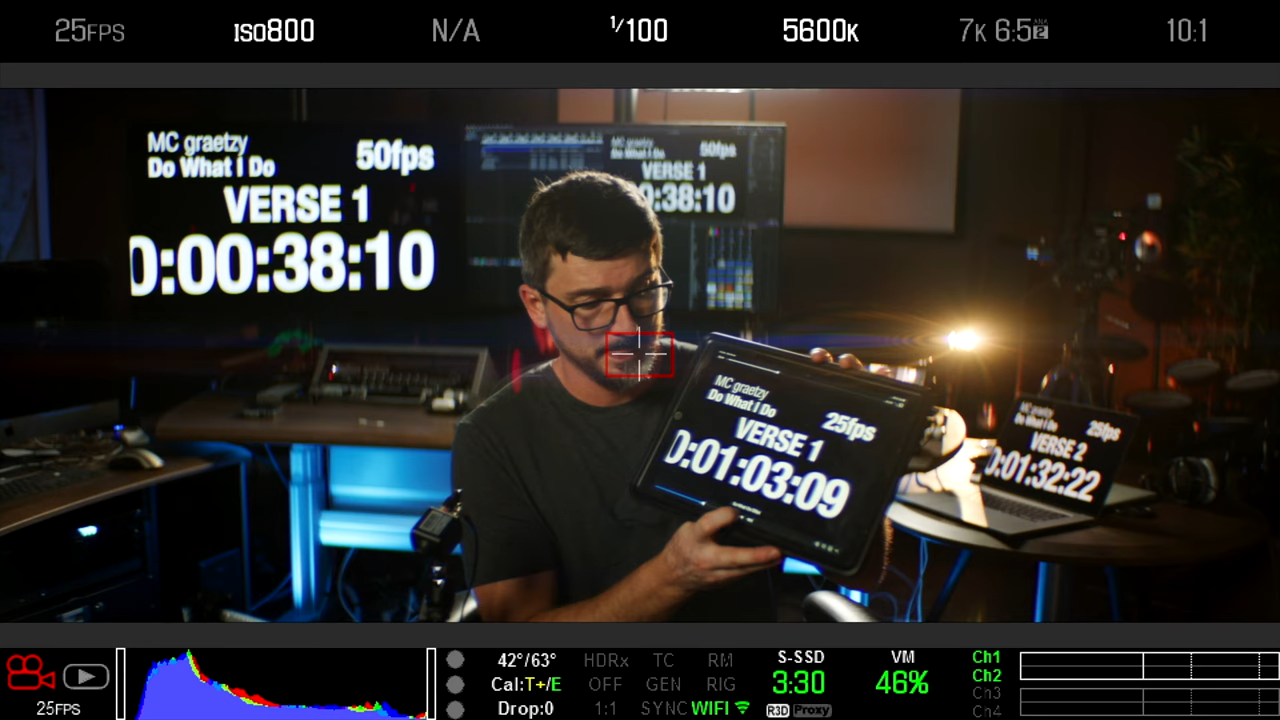 25FPS
ISO800
N/A
1/100
5600K
7K 6:5 ANA 2
10:1
MC graetzy
Do What I Do
50fps
VERSE 1
0:00:38:10
MC graetzy
Do What I Do
50fps
VERSE 1
0:38:10
MC graetzy
Do What I Do
25fps
VERSE 1
0:01:03:09
MC graetzy
Do What I Do
25fps
VERSE 2
0:01:32:22
25FPS
42°/63°
Cal:T+/E
Drop:0
HDRx
OFF
1:1
TC
GEN
SYNC
RM
RIG
WIFI
S-SSD
3:30
R3D Proxy
VM
46%
Ch1
Ch2
Ch3
Ch4